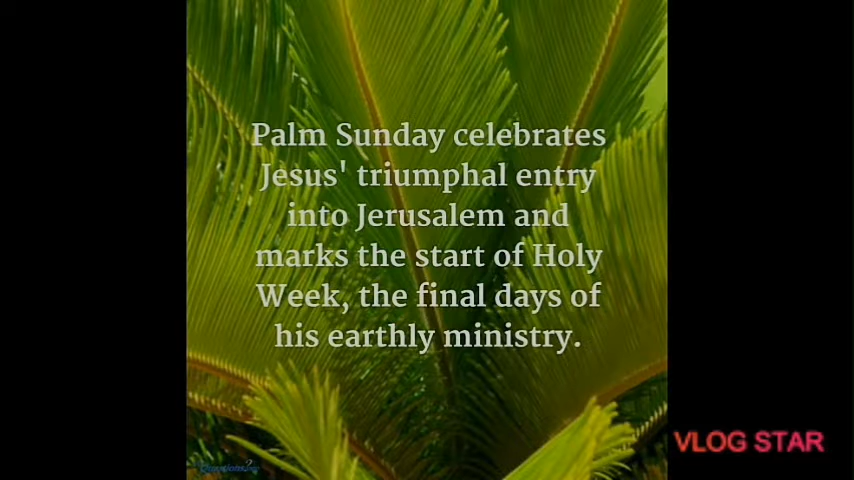 Palm Sunday celebrates
Jesus' triumphal entry
into Jerusalem and
marks the start of Holy
Week, the final days of
his earthly ministry.
VLOG STAR